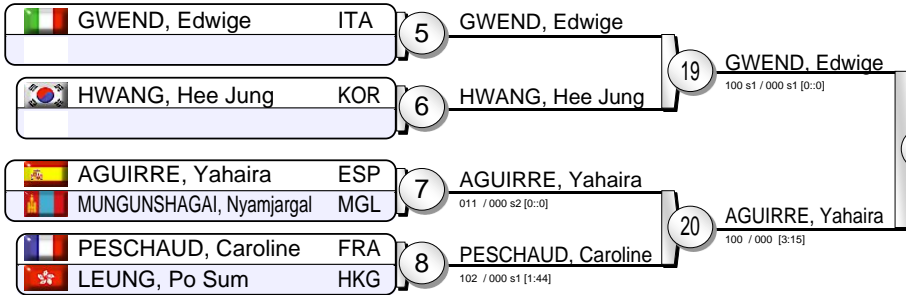 GWEND, Edwige ITA
5
GWEND, Edwige
HWANG, Hee Jung KOR
6
HWANG, Hee Jung
19
GWEND, Edwige
100 s1 / 000 s1 [0::0]
AGUIRRE, Yahaira ESP
MUNGUNSHAGAI, Nyamjargal MGL
7
AGUIRRE, Yahaira
011 / 000 s2 [0::0]
PESCHAUD, Caroline FRA
LEUNG, Po Sum HKG
8
PESCHAUD, Caroline
102 / 000 s1 [1:44]
20
AGUIRRE, Yahaira
100 / 000 [3:15]